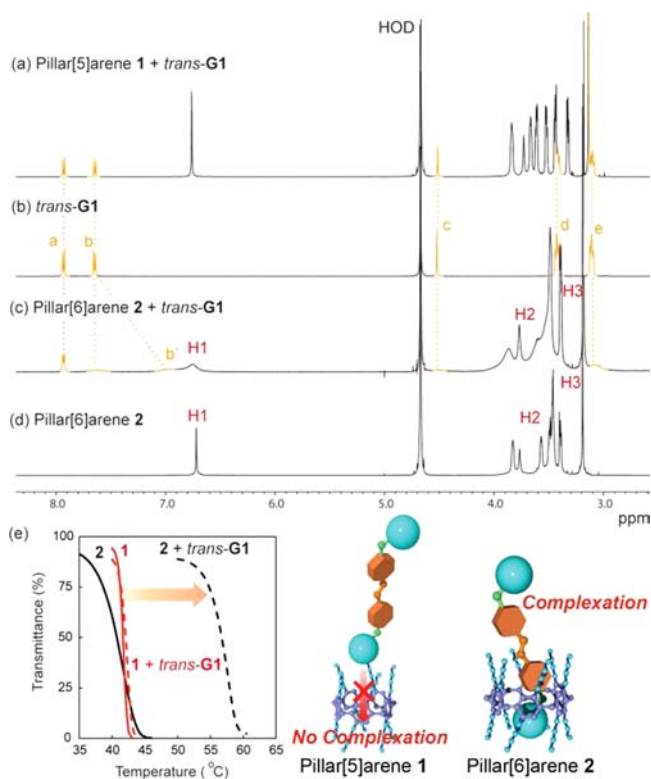 HOD
(a) Pillar[5]arene 1 + trans-G1
(b) trans-G1
a b c d e
(c) Pillar[6]arene 2 + trans-G1
b' H1 H2 H3
(d) Pillar[6]arene 2
H1 H2 H3
8.0 7.0 6.0 5.0 4.0 3.0
ppm
(e)
100
75
50
25
0
Transmittance (%)
2 1 2 + trans-G1
1 + trans-G1
35 40 45 50 55 60 65
Temperature (°C)
Complexation
No Complexation
Pillar[5]arene 1 Pillar[6]arene 2